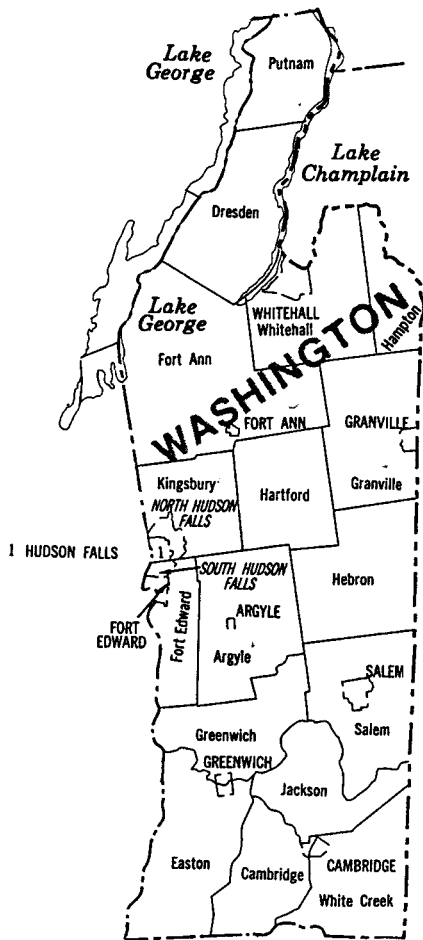 Lake
George
Putnam
Lake
Champlain
Dresden
Lake
George
WHITEHALL
Whitehall
WASHINGTON
Hampton
Fort Ann
FORT ANN
GRANVILLE
Granville
Kingsbury
NORTH HUDSON
FALLS
Hartford
1 HUDSON FALLS
1
SOUTH HUDSON
FALLS
Hebron
FORT
EDWARD
Fort Edward
ARGYLE
Argyle
SALEM
Salem
Greenwich
GREENWICH
Jackson
Easton
Cambridge
CAMBRIDGE
White Creek